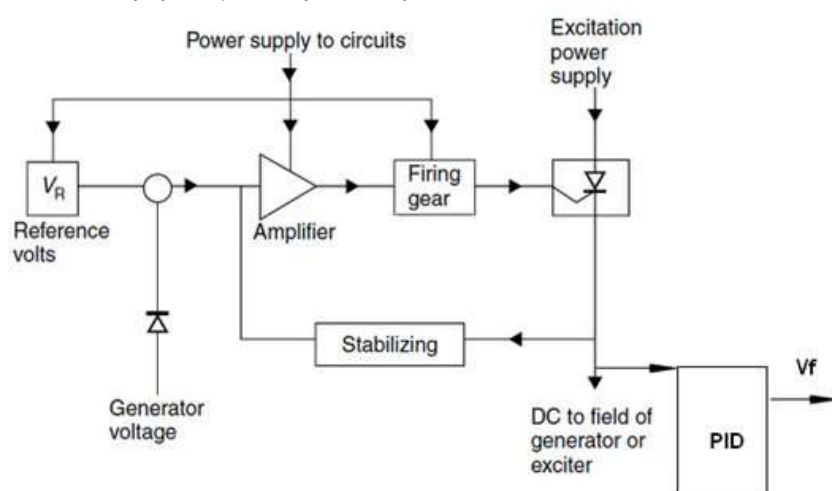 Power supply to circuits
Excitation
power
supply
VR
Firing
gear
Reference
volts
Amplifier
Stabilizing
Generator
voltage
DC to field of
generator or
exciter
PID
Vf